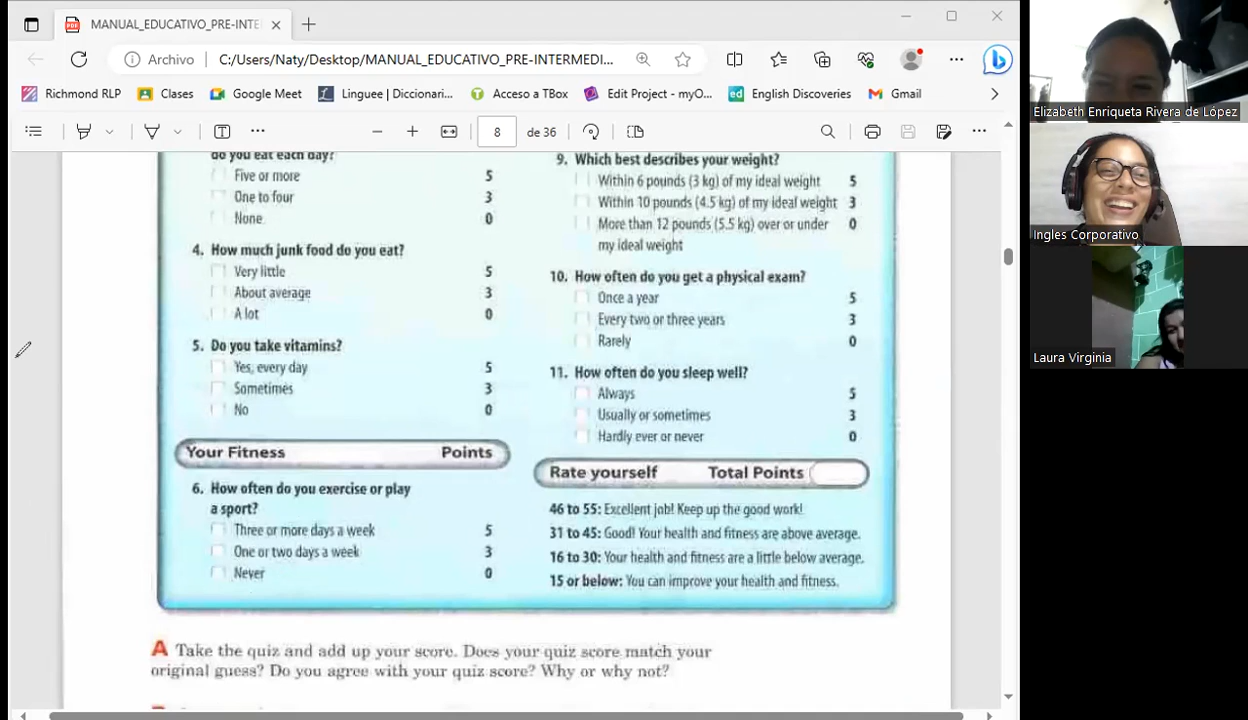 MANUAL_EDUCATIVO_PRE-INTE
Archivo
C:/Users/Naty/Desktop/MANUAL_EDUCATIVO_PRE-INTERMEDI...
Richmond RLP
Clases
Google Meet
Linguee | Diccionari...
Acceso a TBox
Edit Project - myO...
English Discoveries
Gmail
8 de 36
do you eat each day?
Five or more 5
One to four 3
None 0
4. How much junk food do you eat?
Very little 5
About average 3
A lot 0
5. Do you take vitamins?
Yes, every day 5
Sometimes 3
No 0
Your Fitness Points
6. How often do you exercise or play
a sport?
Three or more days a week 5
One or two days a week 3
Never 0
9. Which best describes your weight?
Within 6 pounds (3 kg) of my ideal weight 5
Within 10 pounds (4.5 kg) of my ideal weight 3
More than 12 pounds (5.5 kg) over or under 0
my ideal weight
10. How often do you get a physical exam?
Once a year 5
Every two or three years 3
Rarely 0
11. How often do you sleep well?
Always 5
Usually or sometimes 3
Hardly ever or never 0
Rate yourself Total Points
46 to 55: Excellent job! Keep up the good work!
31 to 45: Good! Your health and fitness are above average.
16 to 30: Your health and fitness are a little below average.
15 or below: You can improve your health and fitness.
A Take the quiz and add up your score. Does your quiz score match your
original guess? Do you agree with your quiz score? Why or why not?
Elizabeth Enriqueta Rivera de López
Ingles Corporativo
Laura Virginia